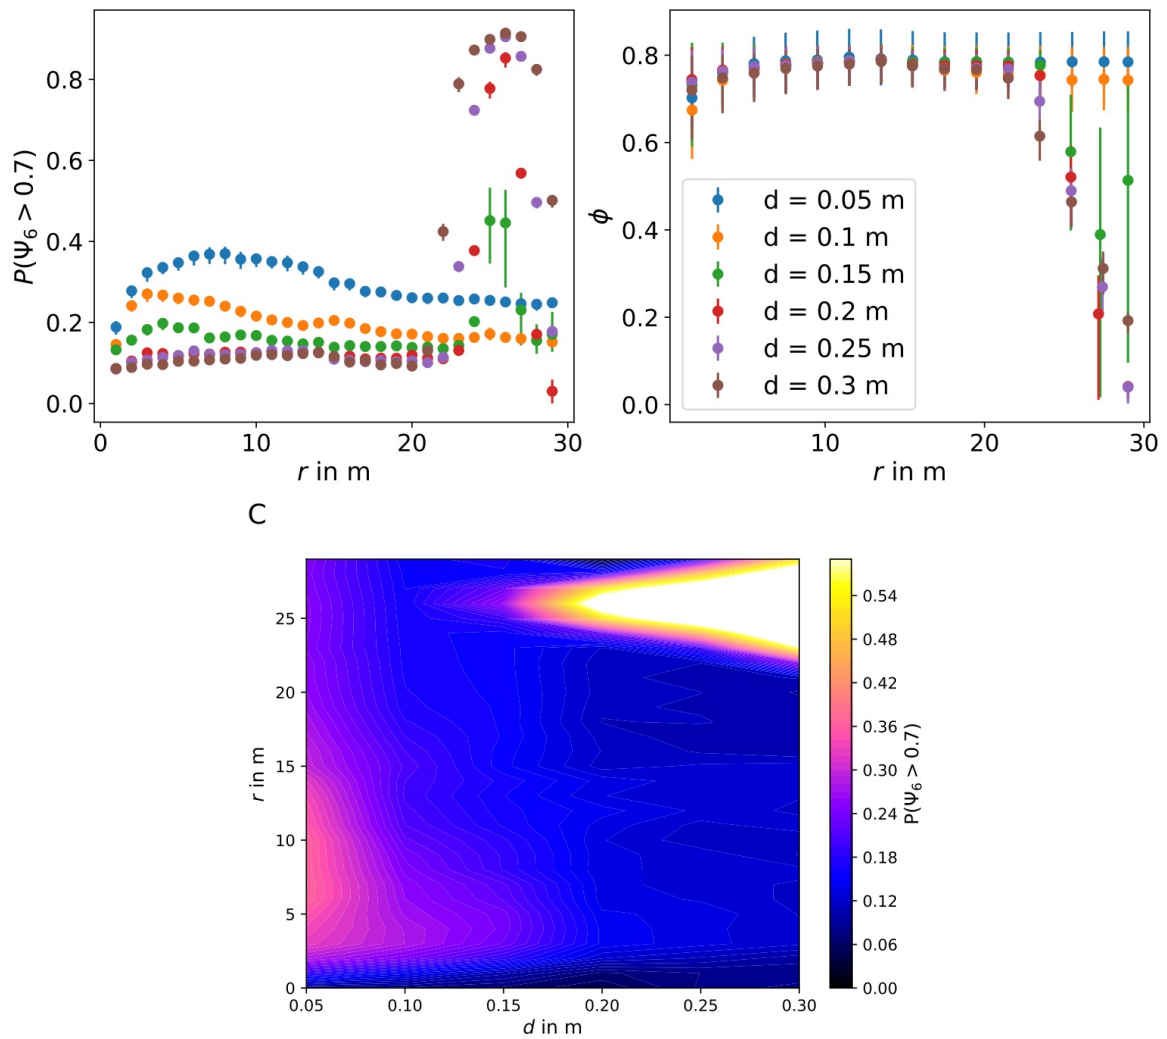 P(Ψ₆ > 0.7)
0.8
0.6
0.4
0.2
0.0
0 10 20 30
r in m
ϕ
0.8
0.6
0.4
0.2
0.0
d = 0.05 m
d = 0.1 m
d = 0.15 m
d = 0.2 m
d = 0.25 m
d = 0.3 m
10 20 30
r in m
C
r in m
25
20
15
10
5
0
0.05 0.10 0.15 0.20 0.25 0.30
d in m
0.54
0.48
0.42
0.36
0.30
0.24
0.18
0.12
0.06
0.00
P(Ψ₆ > 0.7)